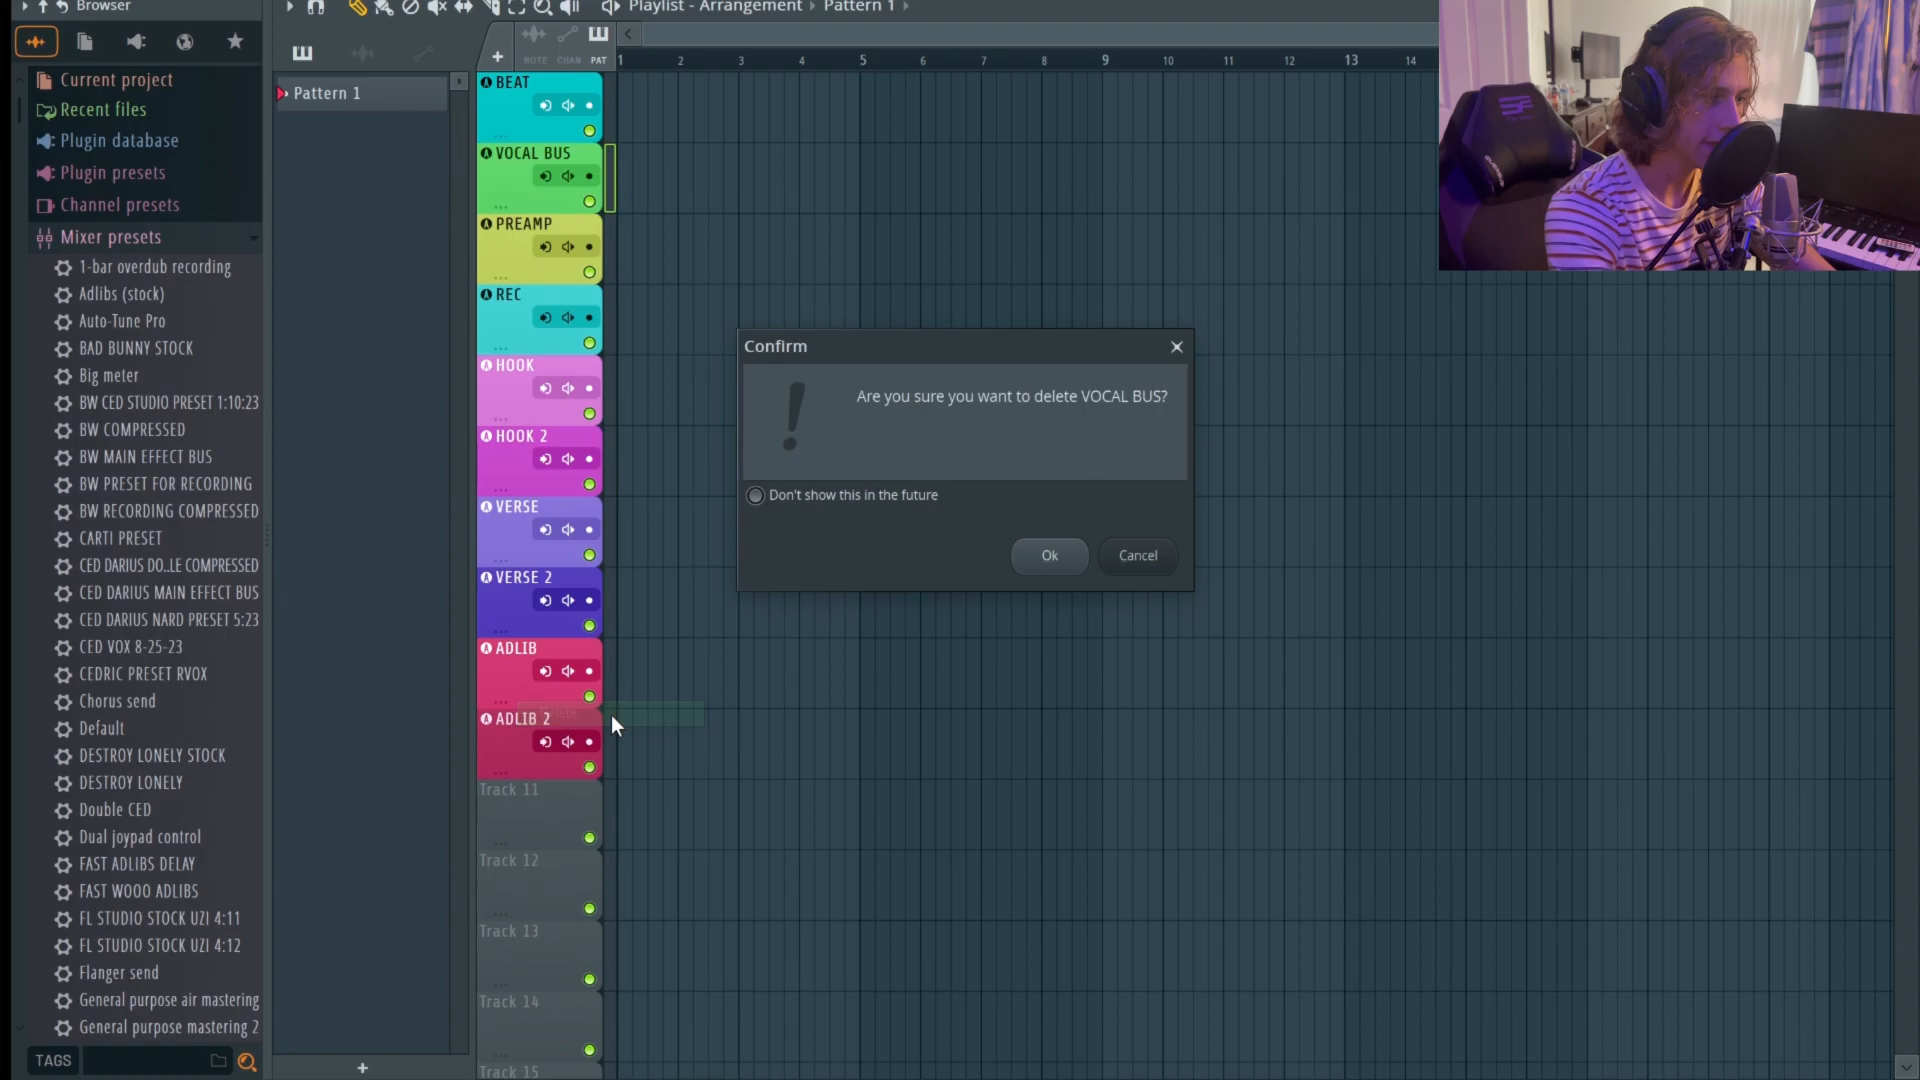 Browser
Playlist - Arrangement
Pattern 1
NOTE
CHAN
PAT
1 2 3 4 5 6 7 8 9 10 11 12 13 14
Current project
Recent files
Plugin database
Plugin presets
Channel presets
Mixer presets
1-bar overdub recording
Adlibs (stock)
Auto-Tune Pro
BAD BUNNY STOCK
Big meter
BW CED STUDIO PRESET 1:10:23
BW COMPRESSED
BW MAIN EFFECT BUS
BW PRESET FOR RECORDING
BW RECORDING COMPRESSED
CARTI PRESET
CED DARIUS DO..LE COMPRESSED
CED DARIUS MAIN EFFECT BUS
CED DARIUS NARD PRESET 5:23
CED VOX 8-25-23
CEDRIC PRESET RVOX
Chorus send
Default
DESTROY LONELY STOCK
DESTROY LONELY
Double CED
Dual joypad control
FAST ADLIBS DELAY
FAST WOOO ADLIBS
FL STUDIO STOCK UZI 4:11
FL STUDIO STOCK UZI 4:12
Flanger send
General purpose air mastering
General purpose mastering 2
TAGS
Pattern 1
BEAT
VOCAL BUS
PREAMP
REC
HOOK
HOOK 2
VERSE
VERSE 2
ADLIB
ADLIB 2
Track 11
Track 12
Track 13
Track 14
Track 15
Confirm
Are you sure you want to delete VOCAL BUS?
Don't show this in the future
Ok
Cancel